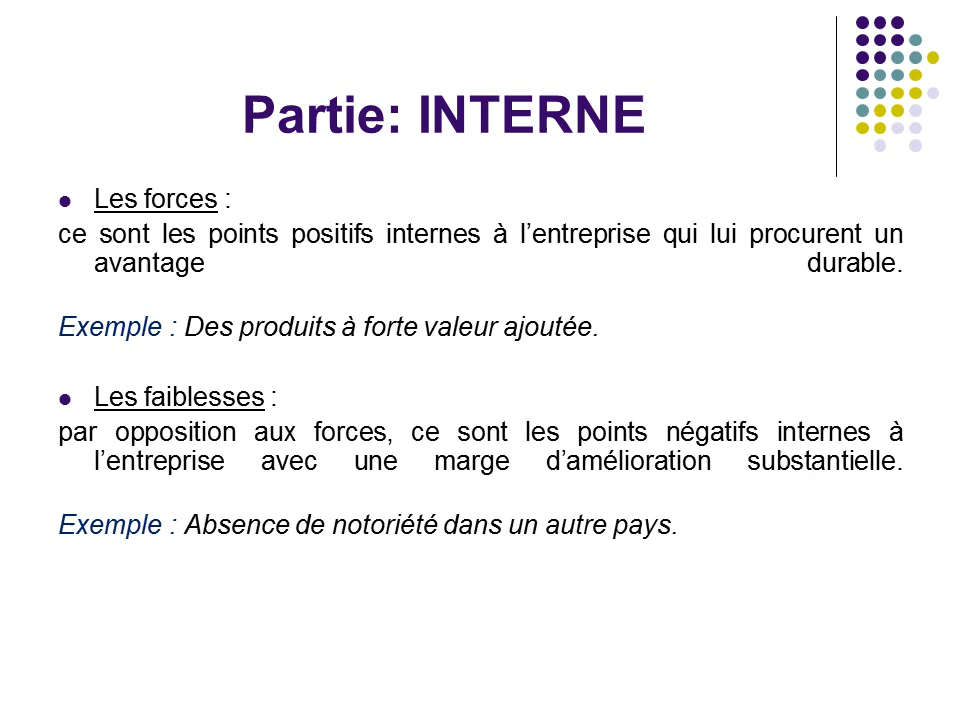 Partie: INTERNE
Les forces :
ce sont les points positifs internes à l’entreprise qui lui procurent un
avantage durable.
Exemple : Des produits à forte valeur ajoutée.
Les faiblesses :
par opposition aux forces, ce sont les points négatifs internes à
l’entreprise avec une marge d’amélioration substantielle.
Exemple : Absence de notoriété dans un autre pays.